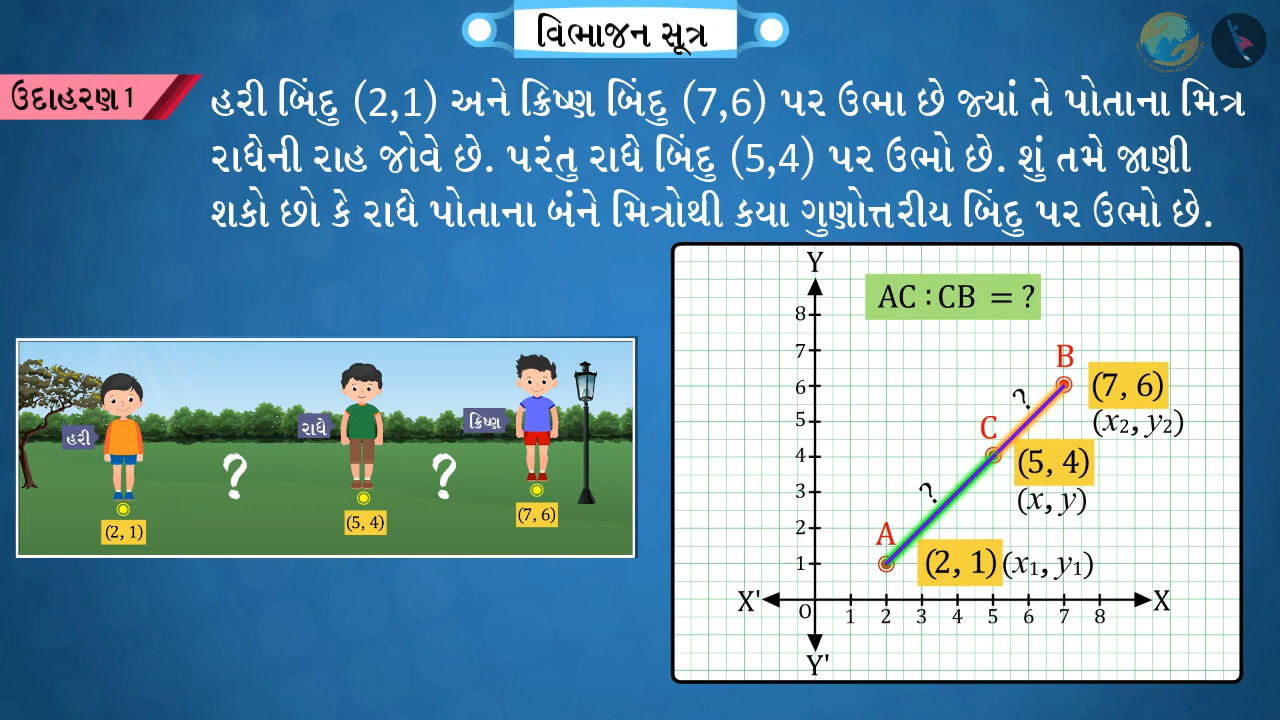 વિભાજન સૂત્ર
ઉદાહરણ 1
હરી બિંદુ (2,1) અને ક્રિષ્ણ બિંદુ (7,6) પર ઉભા છે જ્યાં તે પોતાના મિત્ર
રાધેની રાહ જોવે છે. પરંતુ રાધે બિંદુ (5,4) પર ઉભો છે. શું તમે જાણી
શકો છો કે રાધે પોતાના બંને મિત્રોથી કયા ગુણોત્તરીય બિંદુ પર ઉભો છે.
હરી
રાધે
ક્રિષ્ણ
?
?
(2, 1)
(5, 4)
(7, 6)
Y
AC : CB = ?
8
7
6
5
4
3
2
1
B
(7, 6)
(x₂, y₂)
?
C
(5, 4)
(x, y)
?
A
(2, 1) (x₁, y₁)
X'
O
1 2 3 4 5 6 7 8
X
Y'